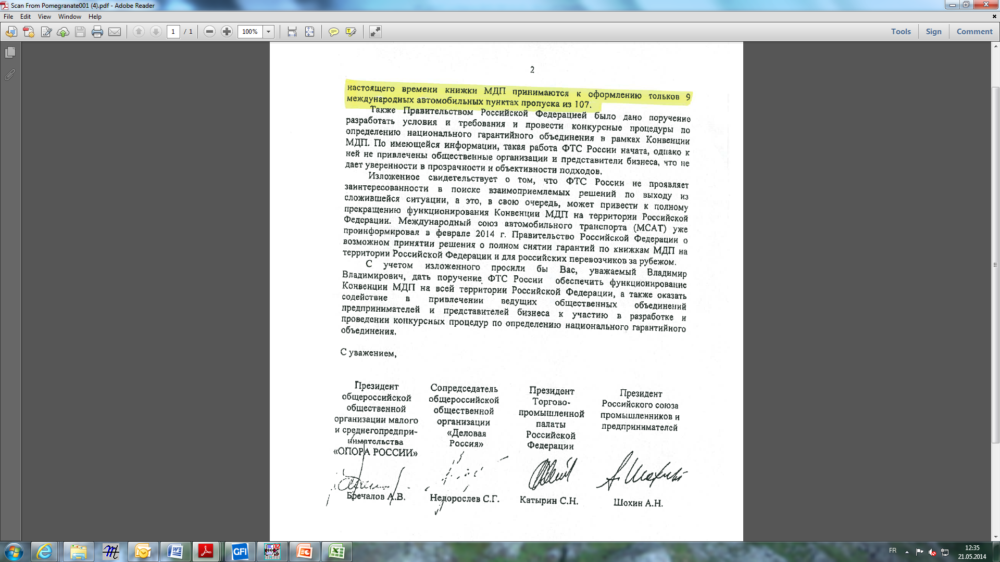 Scan From Pomegranate001 (4).pdf - Adobe Reader
File Edit View Window Help
1 / 1 100% Tools Sign Comment
2
настоящего времени книжки МДП принимаются к оформлению тольков 9
международных автомобильных пунктах пропуска из 107.
Также Правительством Российской Федерацией было дано поручение
разработать условия и требования и провести конкурсные процедуры по
определению национального гарантийного объединения в рамках Конвенции
МДП. По имеющейся информации, такая работа ФТС России начата, однако к
ней не привлечены общественные организации и представители бизнеса, что не
дает уверенности в прозрачности и объективности подходов.
Изложенное свидетельствует о том, что ФТС России не проявляет
заинтересованности в поиске взаимоприемлемых решений по выходу из
сложившейся ситуации, а это, в свою очередь, может привести к полному
прекращению функционирования Конвенции МДП на территории Российской
Федерации. Международный союз автомобильного транспорта (МСАТ) уже
проинформировал в феврале 2014 г. Правительство Российской Федерации о
возможном принятии решения о полном снятии гарантий по книжкам МДП на
территории Российской Федерации и для российских перевозчиков за рубежом.
С учетом изложенного просили бы Вас, уважаемый Владимир
Владимирович, дать поручение ФТС России обеспечить функционирование
Конвенции МДП на всей территории Российской Федерации, а также оказать
содействие в привлечении ведущих общественных объединений
предпринимателей и представителей бизнеса к участию в разработке и
проведении конкурсных процедур по определению национального гарантийного
объединения.
С уважением,
Президент
общероссийской
общественной
организации малого
и среднегопредпри-
нимательства
«ОПОРА РОССИИ»
Бречалов А.В.
Сопредседатель
общероссийской
общественной
организации
«Деловая
Россия»
Недорослев С.Г.
Президент
Торгово-
промышленной
палаты
Российской
Федерации
Катырин С.Н.
Президент
Российского союза
промышленников и
предпринимателей
А. Шохин
Шохин А.Н.
GFI
FR
12:35
21.05.2014